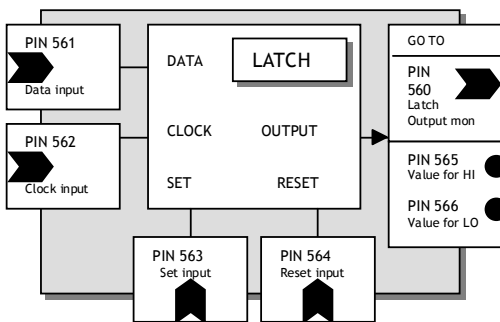 PIN 561
Data input
PIN 562
Clock input
DATA
LATCH
CLOCK
OUTPUT
SET
RESET
GO TO
PIN
560
Latch
Output mon
PIN 565
Value for HI
PIN 566
Value for LO
PIN 563
Set input
PIN 564
Reset input